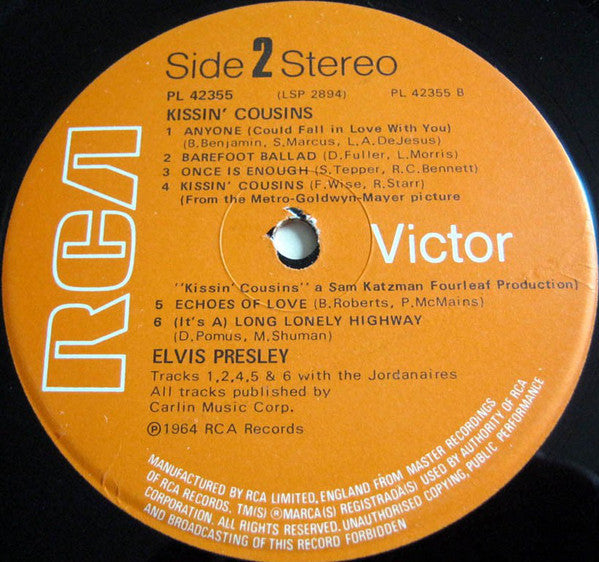 Side 2 Stereo
PL 42355 (LSP 2894) PL 42355 B
KISSIN' COUSINS
1 ANYONE (Could Fall in Love With You)
(B.Benjamin, S.Marcus, L.A.DeJesus)
2 BAREFOOT BALLAD (D.Fuller, L.Morris)
3 ONCE IS ENOUGH (S.Tepper, R.C.Bennett)
4 KISSIN' COUSINS (F.Wise, R.Starr)
(From the Metro-Goldwyn-Mayer picture
RCA
Victor
"Kissin' Cousins" a Sam Katzman Fourleaf Production)
5 ECHOES OF LOVE (B.Roberts, P.McMains)
6 (It's A) LONG LONELY HIGHWAY
(D.Pomus, M.Shuman)
ELVIS PRESLEY
Tracks 1,2,4,5 & 6 with the Jordanaires
All tracks published by
Carlin Music Corp.
℗1964 RCA Records
MANUFACTURED BY RCA LIMITED, ENGLAND FROM MASTER RECORDINGS
OF RCA RECORDS. TM(S) ® MARCA(S) REGISTRADA(S) USED BY AUTHORITY OF RCA
CORPORATION. ALL RIGHTS RESERVED. UNAUTHORISED COPYING, PUBLIC PERFORMANCE
AND BROADCASTING OF THIS RECORD FORBIDDEN